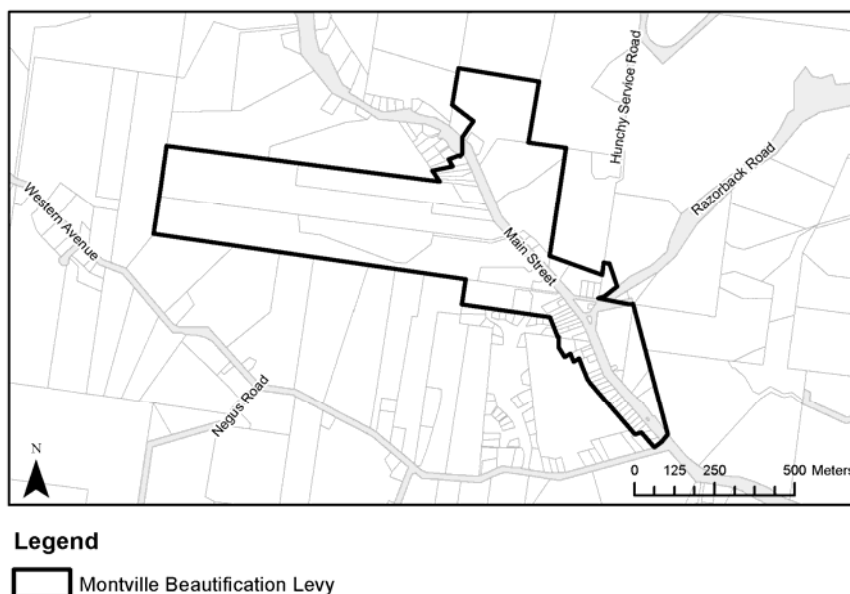 Hunchy Service Road
Razorback Road
Western Avenue
Main Street
Negus Road
N
0 125 250 500 Meters
Legend
Montville Beautification Levy